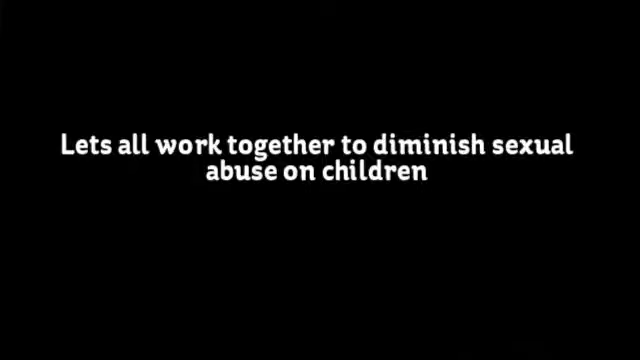 Lets all work together to diminish sexual
abuse on children